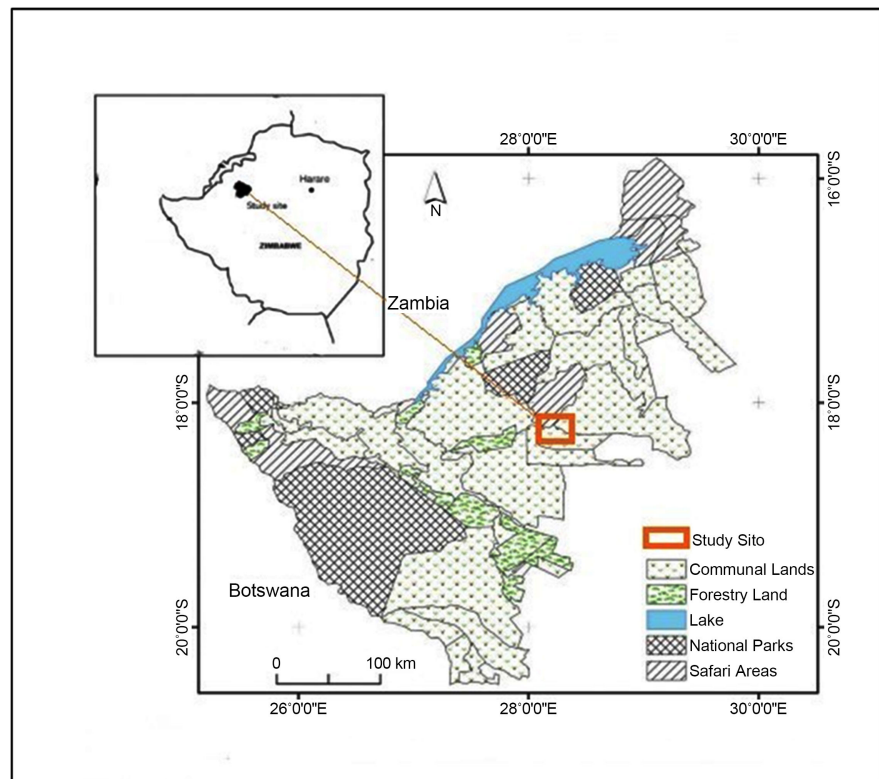 28°0'0"E
30°0'0"E
16°0'0"S
Harare
Study site
ZIMBABWE
N
Zambia
18°0'0"S
18°0'0"S
Study Sito
Communal Lands
Botswana
Forestry Land
Lake
20°0'0"S
20°0'0"S
National Parks
0
100 km
Safari Areas
26°0'0"E
28°0'0"E
30°0'0"E